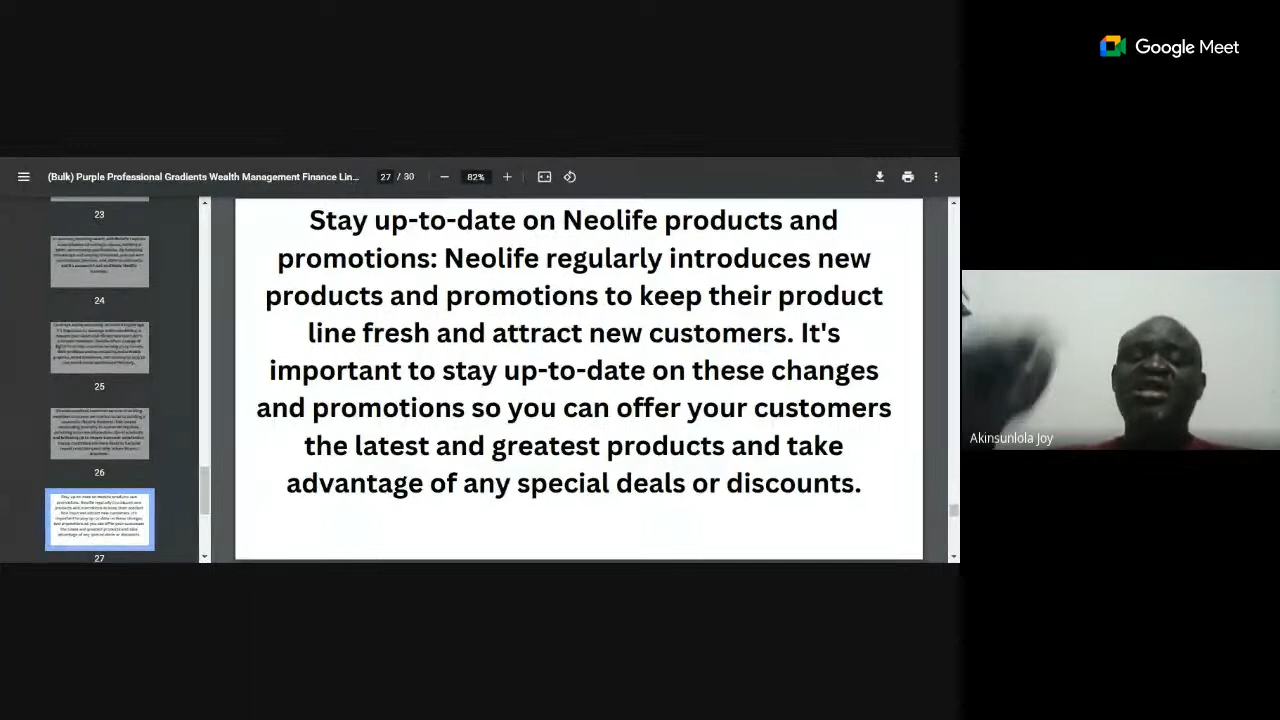 Google Meet
(Bulk) Purple Professional Gradients Wealth Management Finance Lin...
27 / 30
82%
23
24
25
26
27
Stay up-to-date on Neolife products and
promotions: Neolife regularly introduces new
products and promotions to keep their product
line fresh and attract new customers. It's
important to stay up-to-date on these changes
and promotions so you can offer your customers
the latest and greatest products and take
advantage of any special deals or discounts.
Akinsunlola Joy